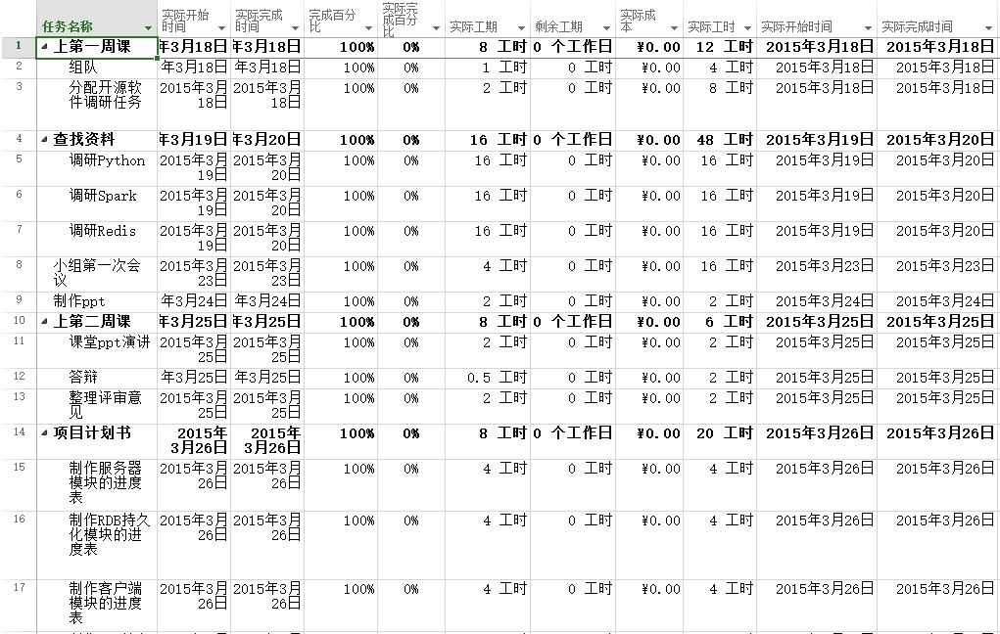 任务名称 实际开始时间 实际完成时间 完成百分比 实际完成百分比 实际工期 剩余工期 实际成本 实际工时 实际开始时间 实际完成时间
1 上第一周课 年3月18日 年3月18日 100% 0% 8 工时 0 个工作日 ¥0.00 12 工时 2015年3月18日 2015年3月18日
2 组队 年3月18日 年3月18日 100% 0% 1 工时 0 工时 ¥0.00 4 工时 2015年3月18日 2015年3月18日
3 分配开源软件调研任务 2015年3月18日 2015年3月18日 100% 0% 2 工时 0 工时 ¥0.00 8 工时 2015年3月18日 2015年3月18日
4 查找资料 年3月19日 年3月20日 100% 0% 16 工时 0 个工作日 ¥0.00 48 工时 2015年3月19日 2015年3月20日
5 调研Python 2015年3月19日 2015年3月20日 100% 0% 16 工时 0 工时 ¥0.00 16 工时 2015年3月19日 2015年3月20日
6 调研Spark 2015年3月19日 2015年3月20日 100% 0% 16 工时 0 工时 ¥0.00 16 工时 2015年3月19日 2015年3月20日
7 调研Redis 2015年3月19日 2015年3月20日 100% 0% 16 工时 0 工时 ¥0.00 16 工时 2015年3月19日 2015年3月20日
8 小组第一次会议 2015年3月23日 2015年3月23日 100% 0% 4 工时 0 工时 ¥0.00 16 工时 2015年3月23日 2015年3月23日
9 制作ppt 年3月24日 年3月24日 100% 0% 2 工时 0 工时 ¥0.00 2 工时 2015年3月24日 2015年3月24日
10 上第二周课 年3月25日 年3月25日 100% 0% 8 工时 0 个工作日 ¥0.00 6 工时 2015年3月25日 2015年3月25日
11 课堂ppt演讲 2015年3月25日 2015年3月25日 100% 0% 2 工时 0 工时 ¥0.00 2 工时 2015年3月25日 2015年3月25日
12 答辩 年3月25日 年3月25日 100% 0% 0.5 工时 0 工时 ¥0.00 2 工时 2015年3月25日 2015年3月25日
13 整理评审意见 2015年3月25日 2015年3月25日 100% 0% 2 工时 0 工时 ¥0.00 2 工时 2015年3月25日 2015年3月25日
14 项目计划书 2015年3月26日 2015年3月26日 100% 0% 8 工时 0 个工作日 ¥0.00 20 工时 2015年3月26日 2015年3月26日
15 制作服务器模块的进度表 2015年3月26日 2015年3月26日 100% 0% 4 工时 0 工时 ¥0.00 4 工时 2015年3月26日 2015年3月26日
16 制作RDB持久化模块的进度表 2015年3月26日 2015年3月26日 100% 0% 4 工时 0 工时 ¥0.00 4 工时 2015年3月26日 2015年3月26日
17 制作客户端模块的进度表 2015年3月26日 2015年3月26日 100% 0% 4 工时 0 工时 ¥0.00 4 工时 2015年3月26日 2015年3月26日